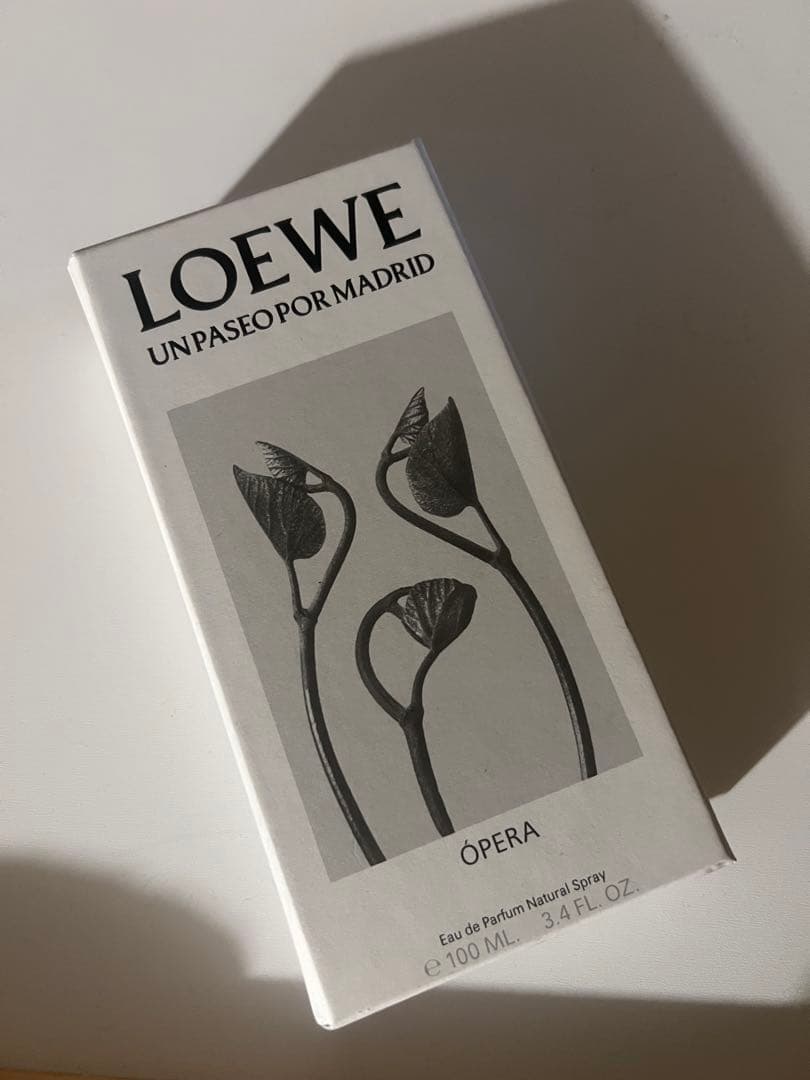 LOEWE
UN PASEO POR MADRID
ÓPERA
Eau de Parfum Natural Spray
℮ 100 ML. 3.4 FL. OZ.